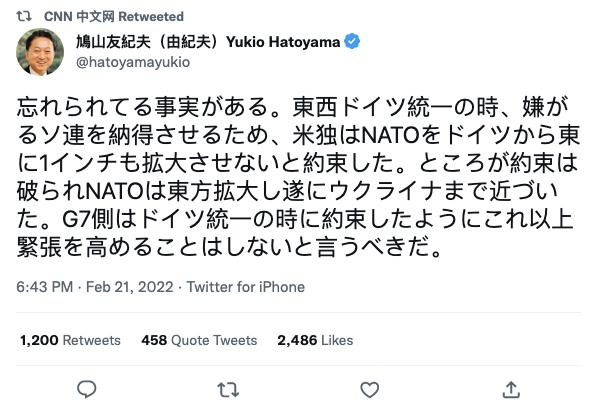 CNN 中文网 Retweeted
鳩山友紀夫（由紀夫）Yukio Hatoyama
@hatoyamayukio
忘れられてる事実がある。東西ドイツ統一の時、嫌が
るソ連を納得させるため、米独はNATOをドイツから東
に1インチも拡大させないと約束した。ところが約束は
破られNATOは東方拡大し遂にウクライナまで近づい
た。G7側はドイツ統一の時に約束したようにこれ以上
緊張を高めることはしないと言うべきだ。
6:43 PM · Feb 21, 2022 · Twitter for iPhone
1,200 Retweets 458 Quote Tweets 2,486 Likes